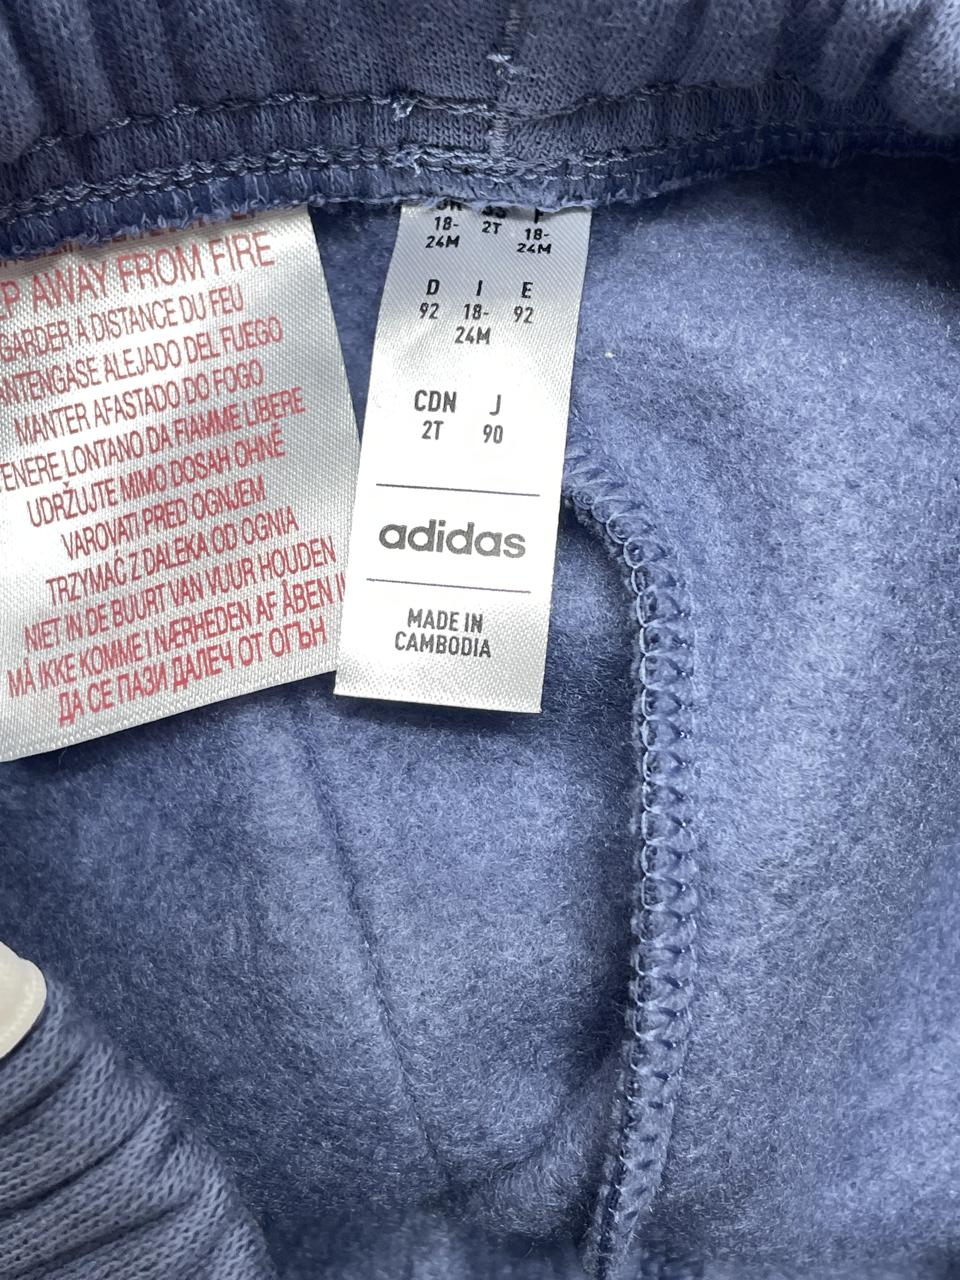 KEEP AWAY FROM FIRE
GARDER A DISTANCE DU FEU
MANTENGASE ALEJADO DEL FUEGO
MANTER AFASTADO DO FOGO
TENERE LONTANO DA FIAMME LIBERE
UDRŽUJTE MIMO DOSAH OHNĚ
VAROVATI PRED OGNJEM
TRZYMAĆ Z DALEKA OD OGNIA
NIET IN DE BUURT VAN VUUR HOUDEN
MÅ IKKE KOMME I NÆRHEDEN AF ÅBEN
ДА СЕ ПАЗИ ДАЛЕЧ ОТ ОГЪН
18-24M 2T 18-24M
D I E
92 18-24M 92
CDN J
2T 90
adidas
MADE IN
CAMBODIA